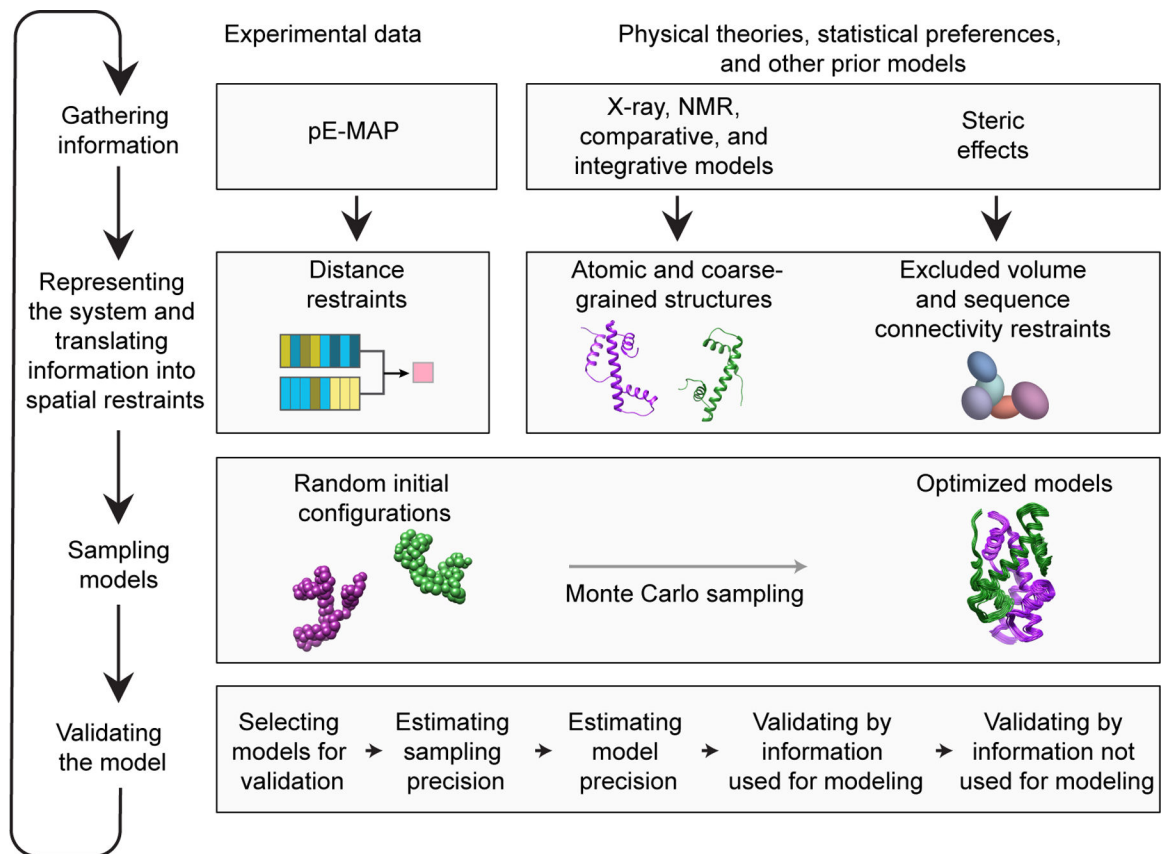 Experimental data
Physical theories, statistical preferences,
and other prior models
Gathering
information
pE-MAP
X-ray, NMR,
comparative, and
integrative models
Steric
effects
Representing
the system and
translating
information into
spatial restraints
Distance
restraints
Atomic and coarse-
grained structures
Excluded volume
and sequence
connectivity restraints
Sampling
models
Random initial
configurations
Monte Carlo sampling
Optimized models
Validating
the model
Selecting
models for
validation
Estimating
sampling
precision
Estimating
model
precision
Validating by
information
used for modeling
Validating by
information not
used for modeling